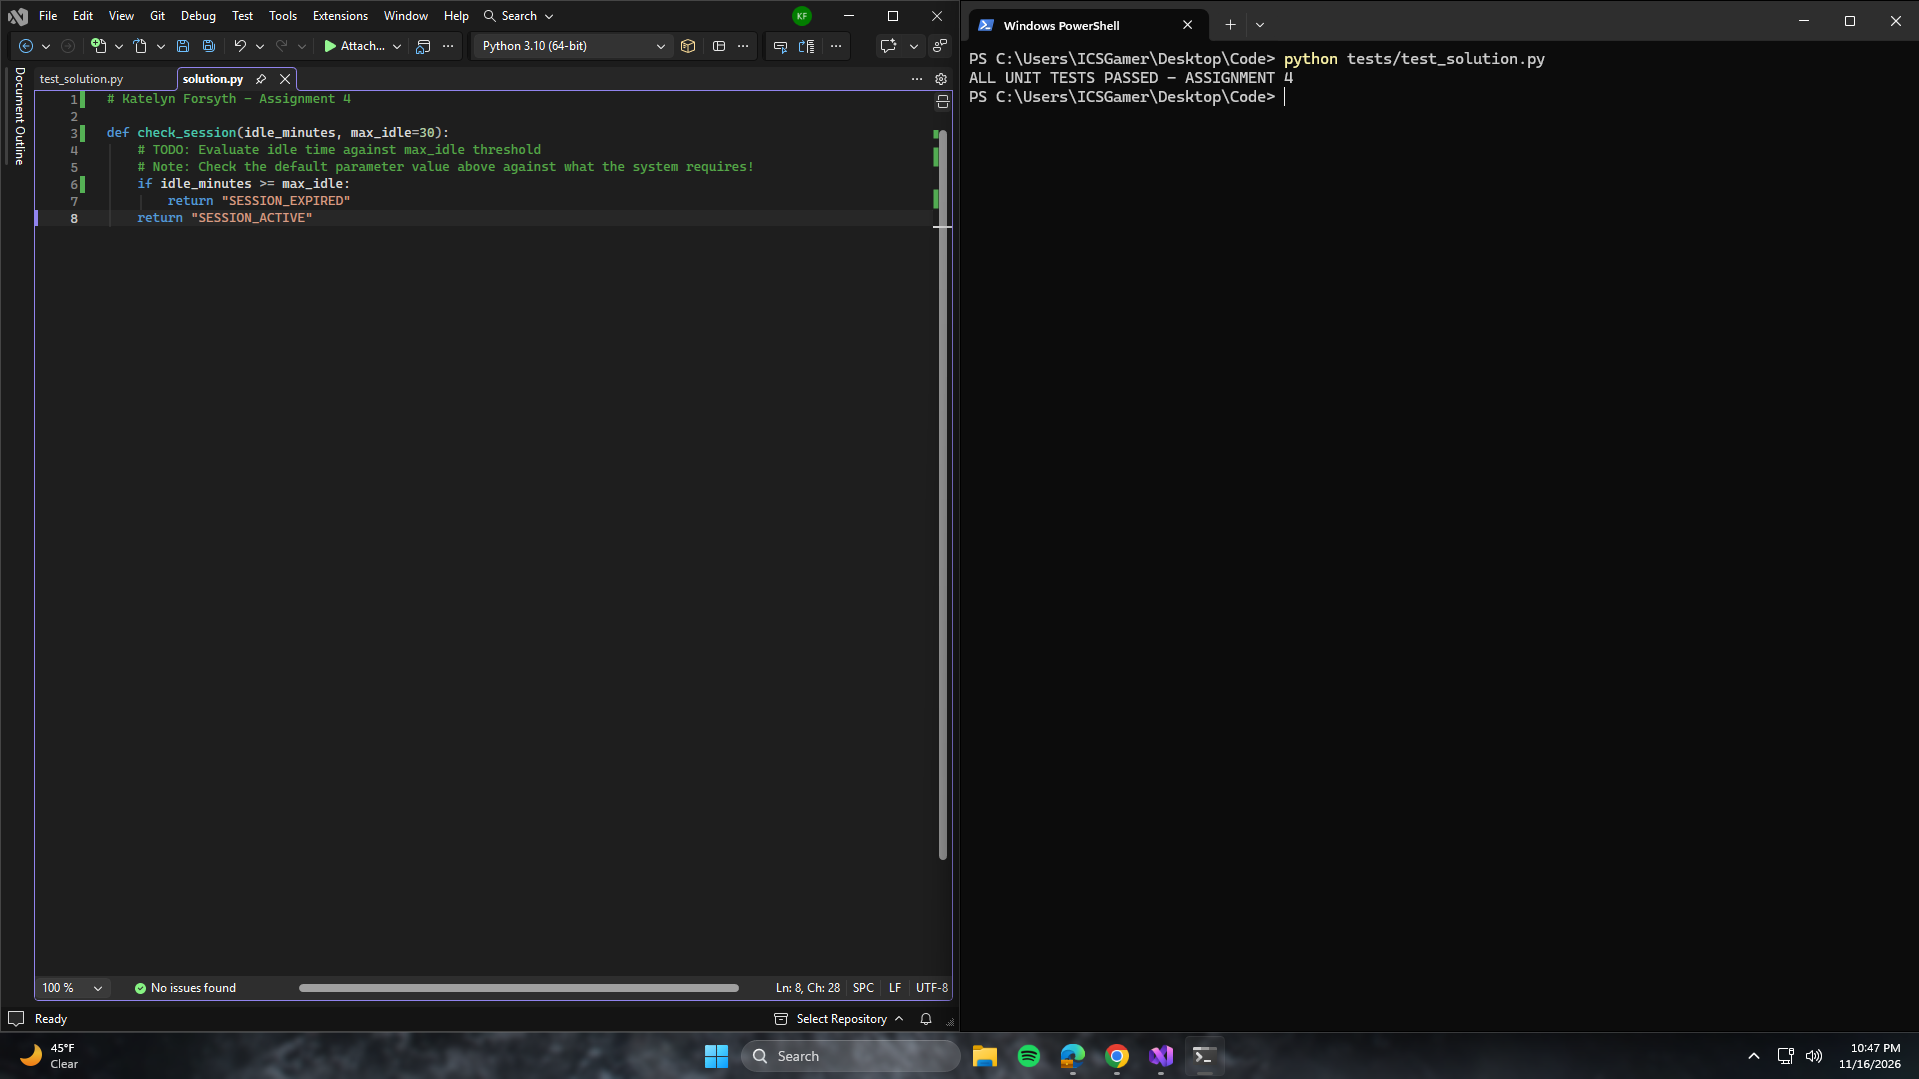 File Edit View Git Debug Test Tools Extensions Window Help Search KF
Attach... Python 3.10 (64-bit)
test_solution.py solution.py
Document Outline
1 # Katelyn Forsyth - Assignment 4
2
3 def check_session(idle_minutes, max_idle=30):
4 # TODO: Evaluate idle time against max_idle threshold
5 # Note: Check the default parameter value above against what the system requires!
6 if idle_minutes >= max_idle:
7 return "SESSION_EXPIRED"
8 return "SESSION_ACTIVE"
100 % No issues found Ln: 8, Ch: 28 SPC LF UTF-8
Ready Select Repository
Windows PowerShell
PS C:\Users\ICSGamer\Desktop\Code> python tests/test_solution.py
ALL UNIT TESTS PASSED - ASSIGNMENT 4
PS C:\Users\ICSGamer\Desktop\Code>
45°F
Clear
Search
10:47 PM
11/16/2026